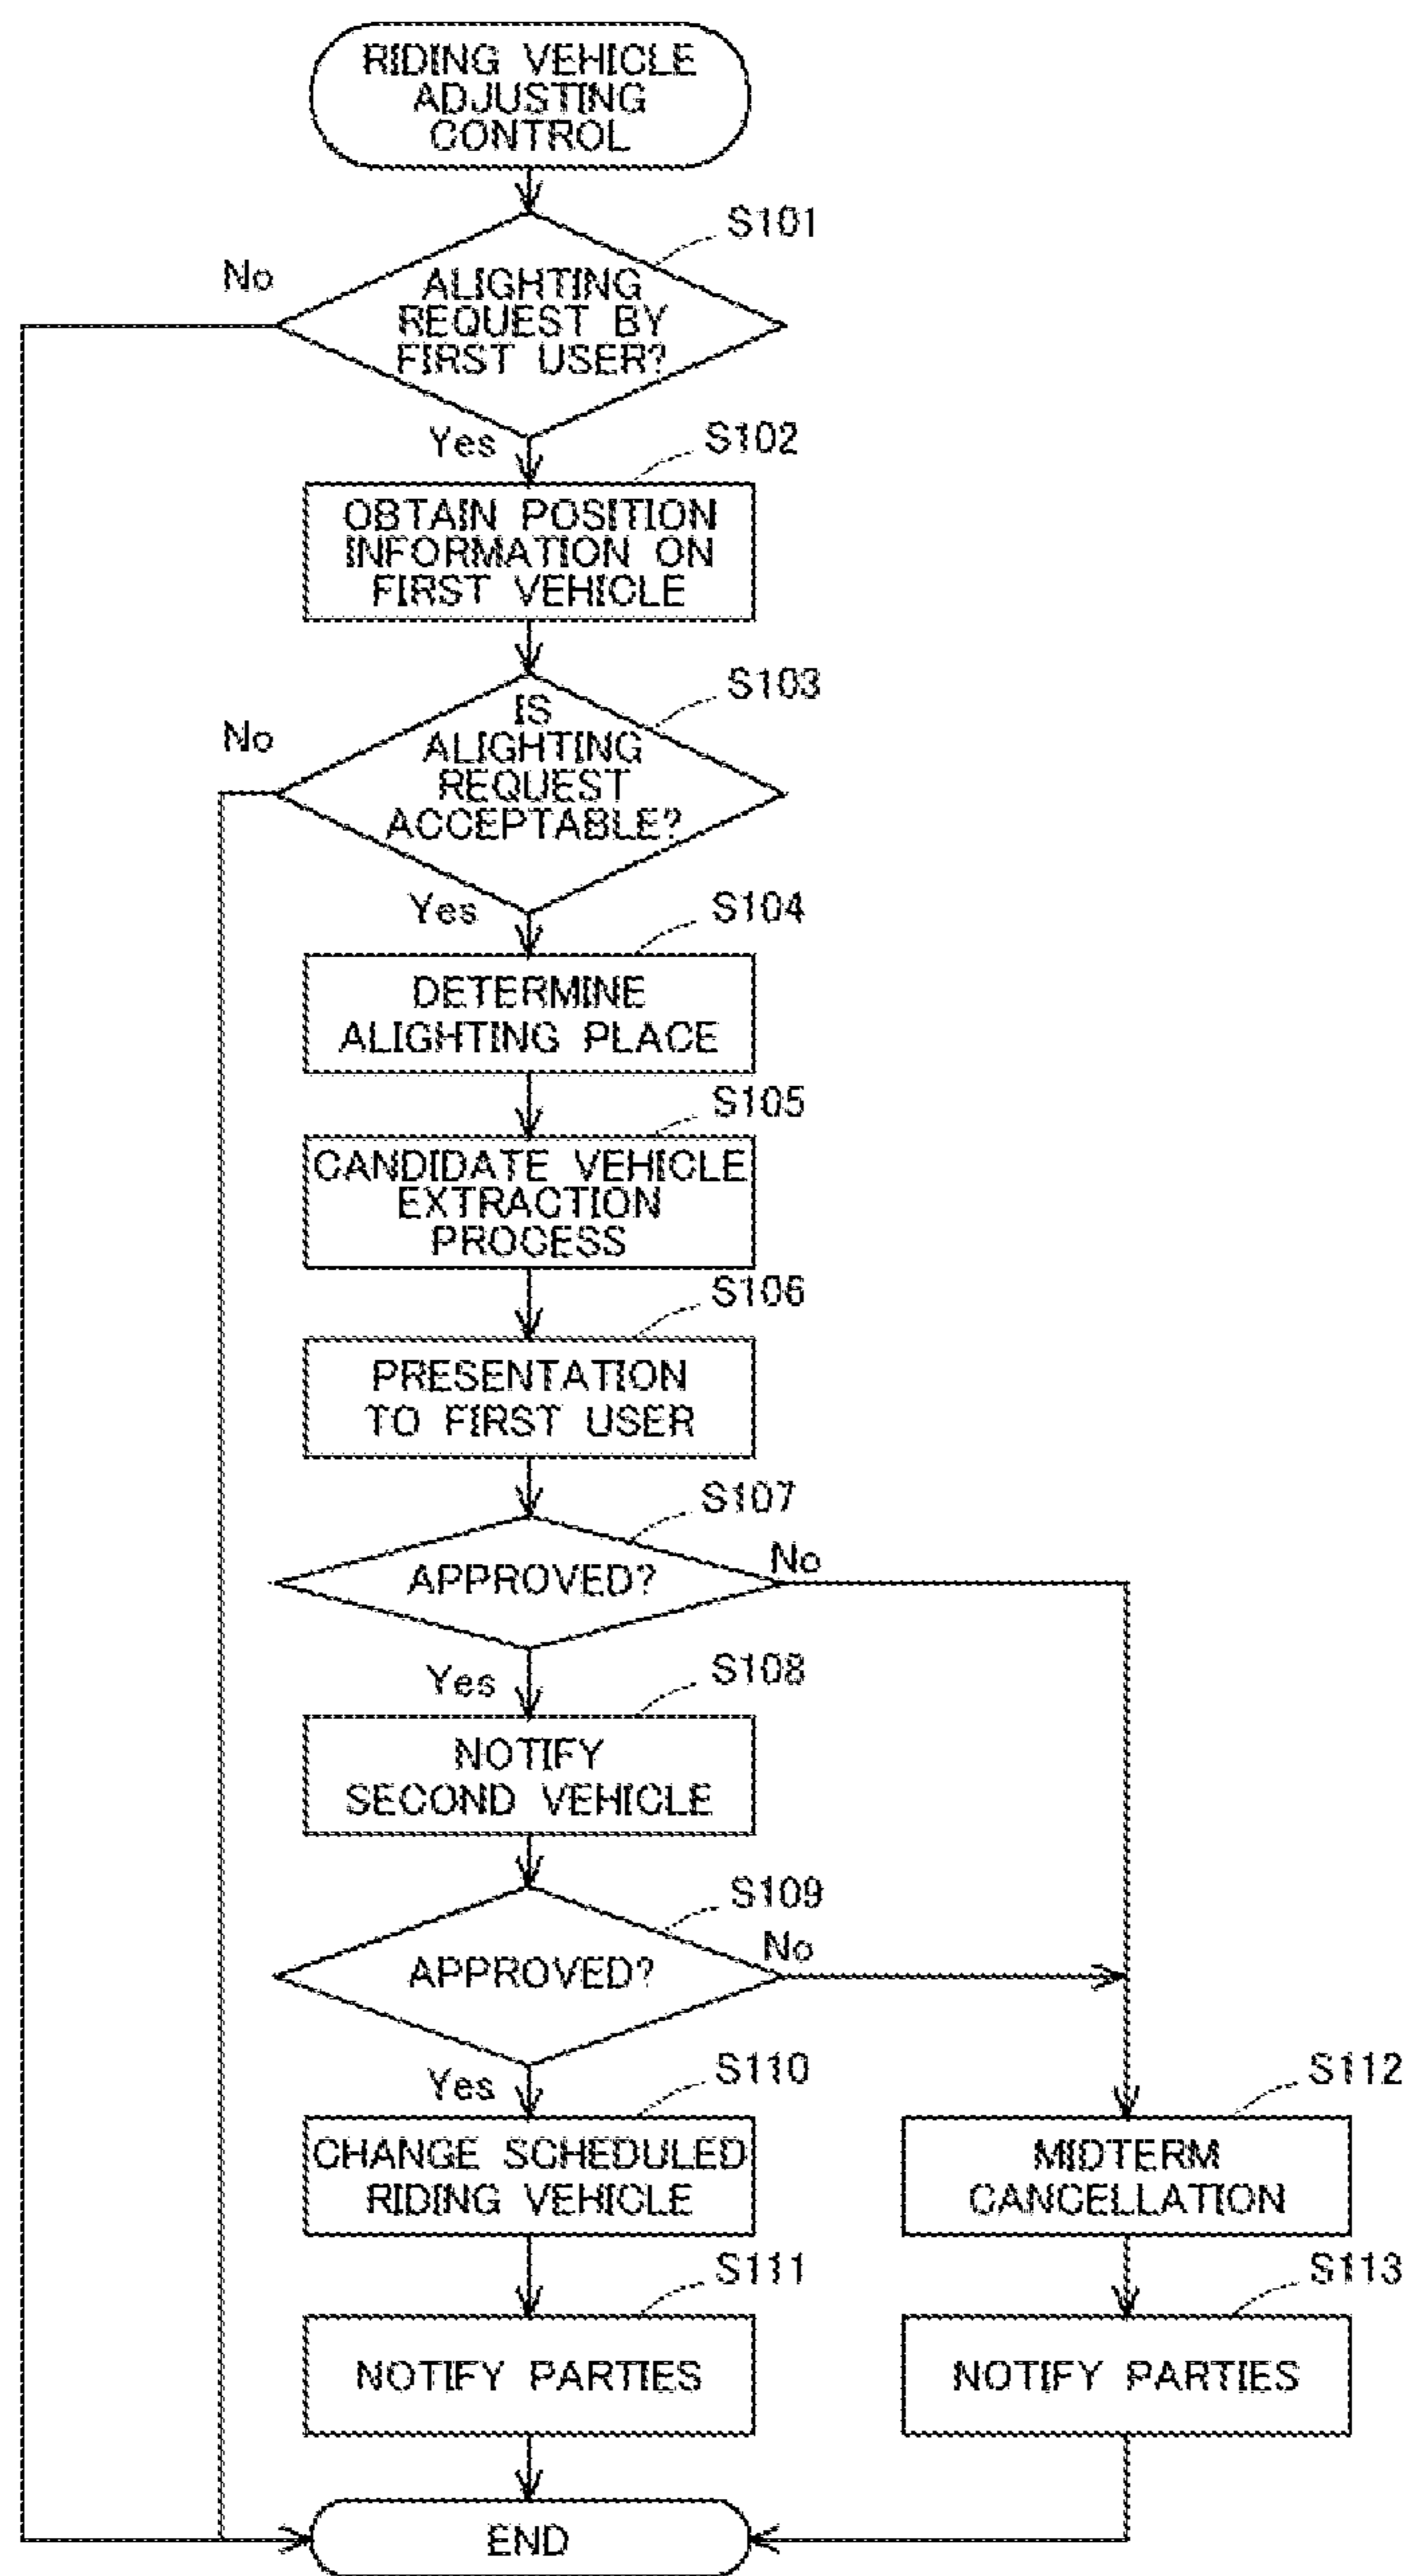 RIDING VEHICLE
ADJUSTING
CONTROL
S101
No
ALIGHTING
REQUEST BY
FIRST USER?
Yes
S102
OBTAIN POSITION
INFORMATION ON
FIRST VEHICLE
S103
No
IS
ALIGHTING
REQUEST
ACCEPTABLE?
Yes
S104
DETERMINE
ALIGHTING PLACE
S105
CANDIDATE VEHICLE
EXTRACTION
PROCESS
S106
PRESENTATION
TO FIRST USER
S107
No
APPROVED?
Yes
S108
NOTIFY
SECOND VEHICLE
S109
No
APPROVED?
Yes
S110
CHANGE SCHEDULED
RIDING VEHICLE
S112
MIDTERM
CANCELLATION
S111
NOTIFY PARTIES
S113
NOTIFY PARTIES
END